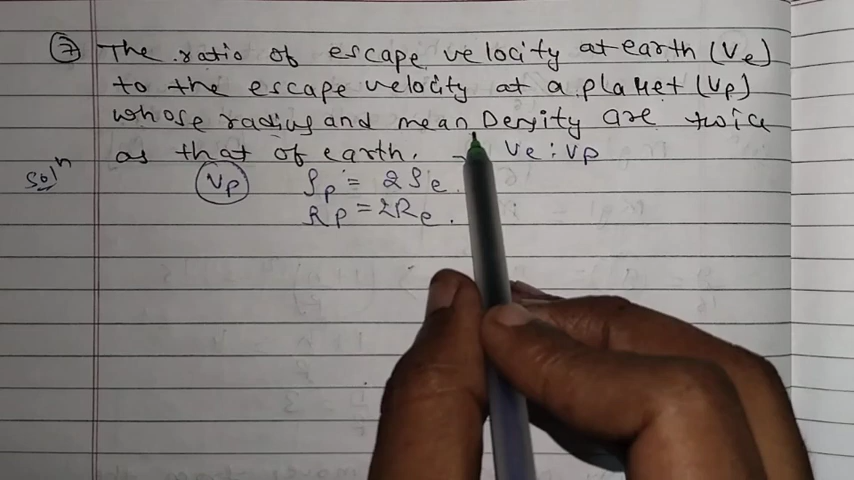 ⑦ The ratio of escape velocity at earth (Ve)
to the escape velocity at a planet (Vp)
whose radius and mean Density are twice
as that of earth. → Ve : Vp
Solⁿ Vp ρp = 2ρe.
Rp = 2Re.